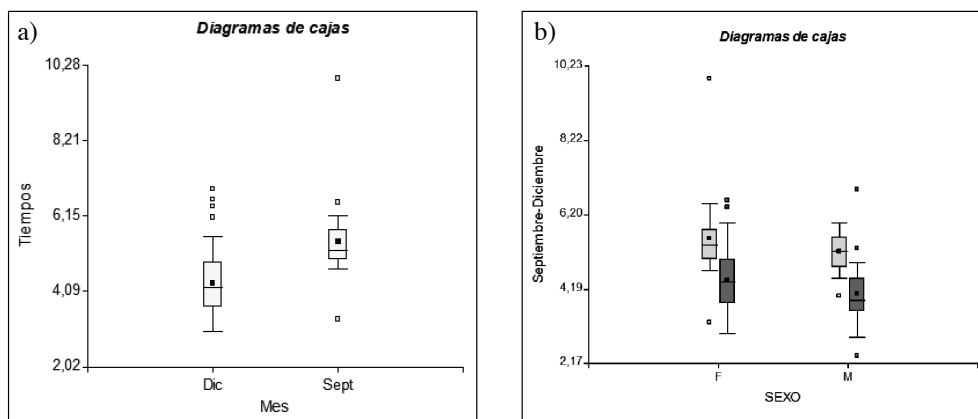 a)
Diagramas de cajas
10,28
8,21
6,15
4,09
2,02
Tiempos
Dic
Sept
Mes
b)
Diagramas de cajas
10,23
8,22
6,20
4,19
2,17
Septiembre-Diciembre
F
M
SEXO